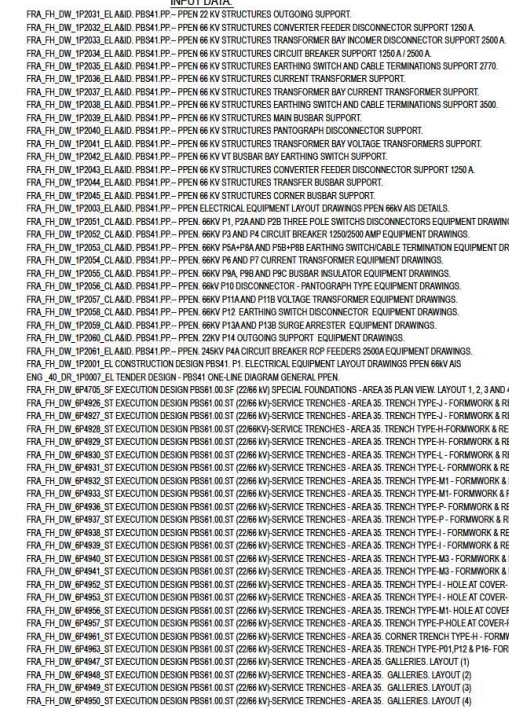 INPUT DATA:
FRA_FH_DW_1P2031_EL A&ID. PBS41.PP.-- PPEN 22 KV STRUCTURES OUTGOING SUPPORT.
FRA_FH_DW_1P2032_EL A&ID. PBS41.PP.-- PPEN 66 KV STRUCTURES CONVERTER FEEDER DISCONNECTOR SUPPORT 1250 A.
FRA_FH_DW_1P2033_EL A&ID. PBS41.PP.-- PPEN 66 KV STRUCTURES TRANSFORMER BAY INCOMER DISCONNECTOR SUPPORT 2500 A.
FRA_FH_DW_1P2034_EL A&ID. PBS41.PP.-- PPEN 66 KV STRUCTURES CIRCUIT BREAKER SUPPORT 1250 A / 2500 A.
FRA_FH_DW_1P2035_EL A&ID. PBS41.PP.-- PPEN 66 KV STRUCTURES EARTHING SWITCH AND CABLE TERMINATIONS SUPPORT 2770.
FRA_FH_DW_1P2036_EL A&ID. PBS41.PP.-- PPEN 66 KV STRUCTURES CURRENT TRANSFORMER SUPPORT.
FRA_FH_DW_1P2037_EL A&ID. PBS41.PP.-- PPEN 66 KV STRUCTURES TRANSFORMER BAY CURRENT TRANSFORMER SUPPORT.
FRA_FH_DW_1P2038_EL A&ID. PBS41.PP.-- PPEN 66 KV STRUCTURES EARTHING SWITCH AND CABLE TERMINATIONS SUPPORT 3500.
FRA_FH_DW_1P2039_EL A&ID. PBS41.PP.-- PPEN 66 KV STRUCTURES MAIN BUSBAR SUPPORT.
FRA_FH_DW_1P2040_EL A&ID. PBS41.PP.-- PPEN 66 KV STRUCTURES PANTOGRAPH DISCONNECTOR SUPPORT.
FRA_FH_DW_1P2041_EL A&ID. PBS41.PP.-- PPEN 66 KV STRUCTURES TRANSFORMER BAY VOLTAGE TRANSFORMERS SUPPORT.
FRA_FH_DW_1P2042_EL A&ID. PBS41.PP.-- PPEN 66 KV VT BUSBAR BAY EARTHING SWITCH SUPPORT.
FRA_FH_DW_1P2043_EL A&ID. PBS41.PP.-- PPEN 66 KV STRUCTURES CONVERTER FEEDER DISCONNECTOR SUPPORT 1250 A.
FRA_FH_DW_1P2044_EL A&ID. PBS41.PP.-- PPEN 66 KV STRUCTURES TRANSFER BUSBAR SUPPORT.
FRA_FH_DW_1P2045_EL A&ID. PBS41.PP.-- PPEN 66 KV STRUCTURES CORNER BUSBAR SUPPORT.
FRA_FH_DW_1P2003_EL A&ID. PBS41.PP.-- PPEN ELECTRICAL EQUIPMENT LAYOUT DRAWINGS PPEN 66kV AIS DETAILS.
FRA_FH_DW_1P2051_CL A&ID. PBS41.PP.-- PPEN. 66KV P1, P2A AND P2B THREE POLE SWITCHS DISCONNECTORS EQUIPMENT DRAWING
FRA_FH_DW_1P2052_CL A&ID. PBS41.PP.-- PPEN. 66KV P3 AND P4 CIRCUIT BREAKER 1250/2500 AMP EQUIPMENT DRAWINGS.
FRA_FH_DW_1P2053_CL A&ID. PBS41.PP.-- PPEN. 66KV P5A+P8A AND P5B+P8B EARTHING SWITCH/CABLE TERMINATION EQUIPMENT DR
FRA_FH_DW_1P2054_CL A&ID. PBS41.PP.-- PPEN. 66KV P6 AND P7 CURRENT TRANSFORMER EQUIPMENT DRAWINGS.
FRA_FH_DW_1P2055_CL A&ID. PBS41.PP.-- PPEN. 66KV P9A, P9B AND P9C BUSBAR INSULATOR EQUIPMENT DRAWINGS.
FRA_FH_DW_1P2056_CL A&ID. PBS41.PP.-- PPEN. 66kV P10 DISCONNECTOR - PANTOGRAPH TYPE EQUIPMENT DRAWINGS.
FRA_FH_DW_1P2057_CL A&ID. PBS41.PP.-- PPEN. 66KV P11A AND P11B VOLTAGE TRANSFORMER EQUIPMENT DRAWINGS.
FRA_FH_DW_1P2058_CL A&ID. PBS41.PP.-- PPEN. 66KV P12 EARTHING SWITCH DISCONNECTOR EQUIPMENT DRAWINGS.
FRA_FH_DW_1P2059_CL A&ID. PBS41.PP.-- PPEN. 66KV P13A AND P13B SURGE ARRESTER EQUIPMENT DRAWINGS.
FRA_FH_DW_1P2060_CL A&ID. PBS41.PP.-- PPEN. 22KV P14 OUTGOING SUPPORT EQUIPMENT DRAWINGS.
FRA_FH_DW_1P2061_EL A&ID. PBS41.PP.-- PPEN. 245KV P4A CIRCUIT BREAKER RCP FEEDERS 2500A EQUIPMENT DRAWINGS.
FRA_FH_DW_1P2001_EL CONSTRUCTION DESIGN PBS41. P1. ELECTRICAL EQUIPMENT LAYOUT DRAWINGS PPEN 66kV AIS
ENG_40_DRL_1P0007_EL TENDER DESIGN - PBS41 ONE-LINE DIAGRAM GENERAL PPEN.
FRA_FH_DW_6P4705_SF EXECUTION DESIGN PBS61.00.SF (22/66 kV) SPECIAL FOUNDATIONS - AREA 35 PLAN VIEW. LAYOUT 1, 2, 3 AND 4
FRA_FH_DW_6P4926_ST EXECUTION DESIGN PBS61.00.ST (22/66 kV)-SERVICE TRENCHES - AREA 35. TRENCH TYPE-J - FORMWORK & RE
FRA_FH_DW_6P4927_ST EXECUTION DESIGN PBS61.00.ST (22/66 kV)-SERVICE TRENCHES - AREA 35. TRENCH TYPE-J - FORMWORK & RE
FRA_FH_DW_6P4928_ST EXECUTION DESIGN PBS61.00.ST (22/66KV)-SERVICE TRENCHES - AREA 35. TRENCH TYPE-H-FORMWORK & RE
FRA_FH_DW_6P4929_ST EXECUTION DESIGN PBS61.00.ST (22/66 kV)-SERVICE TRENCHES - AREA 35. TRENCH TYPE-H- FORMWORK & RE
FRA_FH_DW_6P4930_ST EXECUTION DESIGN PBS61.00.ST (22/66 kV)-SERVICE TRENCHES - AREA 35. TRENCH TYPE-L - FORMWORK & RE
FRA_FH_DW_6P4931_ST EXECUTION DESIGN PBS61.00.ST (22/66 kV)-SERVICE TRENCHES - AREA 35. TRENCH TYPE-L- FORMWORK & RE
FRA_FH_DW_6P4932_ST EXECUTION DESIGN PBS61.00.ST (22/66 kV)-SERVICE TRENCHES - AREA 35. TRENCH TYPE-M1 - FORMWORK &
FRA_FH_DW_6P4933_ST EXECUTION DESIGN PBS61.00.ST (22/66 kV)-SERVICE TRENCHES - AREA 35. TRENCH TYPE-M1- FORMWORK & R
FRA_FH_DW_6P4936_ST EXECUTION DESIGN PBS61.00.ST (22/66 kV)-SERVICE TRENCHES - AREA 35. TRENCH TYPE-P- FORMWORK & RE
FRA_FH_DW_6P4937_ST EXECUTION DESIGN PBS61.00.ST (22/66 kV)-SERVICE TRENCHES - AREA 35. TRENCH TYPE-P - FORMWORK & R
FRA_FH_DW_6P4938_ST EXECUTION DESIGN PBS61.00.ST (22/66 kV)-SERVICE TRENCHES - AREA 35. TRENCH TYPE-I - FORMWORK & RE
FRA_FH_DW_6P4939_ST EXECUTION DESIGN PBS61.00.ST (22/66 kV)-SERVICE TRENCHES - AREA 35. TRENCH TYPE-I - FORMWORK & RE
FRA_FH_DW_6P4940_ST EXECUTION DESIGN PBS61.00.ST (22/66 kV)-SERVICE TRENCHES - AREA 35. TRENCH TYPE-M3 - FORMWORK &
FRA_FH_DW_6P4941_ST EXECUTION DESIGN PBS61.00.ST (22/66 kV)-SERVICE TRENCHES - AREA 35. TRENCH TYPE-M3 - FORMWORK &
FRA_FH_DW_6P4952_ST EXECUTION DESIGN PBS61.00.ST (22/66 kV)-SERVICE TRENCHES - AREA 35. TRENCH TYPE-I - HOLE AT COVER-
FRA_FH_DW_6P4953_ST EXECUTION DESIGN PBS61.00.ST (22/66 kV)-SERVICE TRENCHES - AREA 35. TRENCH TYPE-I - HOLE AT COVER-
FRA_FH_DW_6P4956_ST EXECUTION DESIGN PBS61.00.ST (22/66 kV)-SERVICE TRENCHES - AREA 35. TRENCH TYPE-M1- HOLE AT COVER
FRA_FH_DW_6P4957_ST EXECUTION DESIGN PBS61.00.ST (22/66 kV)-SERVICE TRENCHES - AREA 35. TRENCH TYPE-P-HOLE AT COVER-F
FRA_FH_DW_6P4961_ST EXECUTION DESIGN PBS61.00.ST (22/66 kV)-SERVICE TRENCHES - AREA 35. CORNER TRENCH TYPE-H - FORMW
FRA_FH_DW_6P4963_ST EXECUTION DESIGN PBS61.00.ST (22/66 kV)-SERVICE TRENCHES - AREA 35. TRENCH TYPE-P01,P12 & P16- FOR
FRA_FH_DW_6P4947_ST EXECUTION DESIGN PBS61.00.ST (22/66 kV)-SERVICE TRENCHES - AREA 35. GALLERIES. LAYOUT (1)
FRA_FH_DW_6P4948_ST EXECUTION DESIGN PBS61.00.ST (22/66 kV)-SERVICE TRENCHES - AREA 35. GALLERIES. LAYOUT (2)
FRA_FH_DW_6P4949_ST EXECUTION DESIGN PBS61.00.ST (22/66 kV)-SERVICE TRENCHES - AREA 35. GALLERIES. LAYOUT (3)
FRA_FH_DW_6P4950_ST EXECUTION DESIGN PBS61.00.ST (22/66 kV)-SERVICE TRENCHES - AREA 35. GALLERIES. LAYOUT (4)